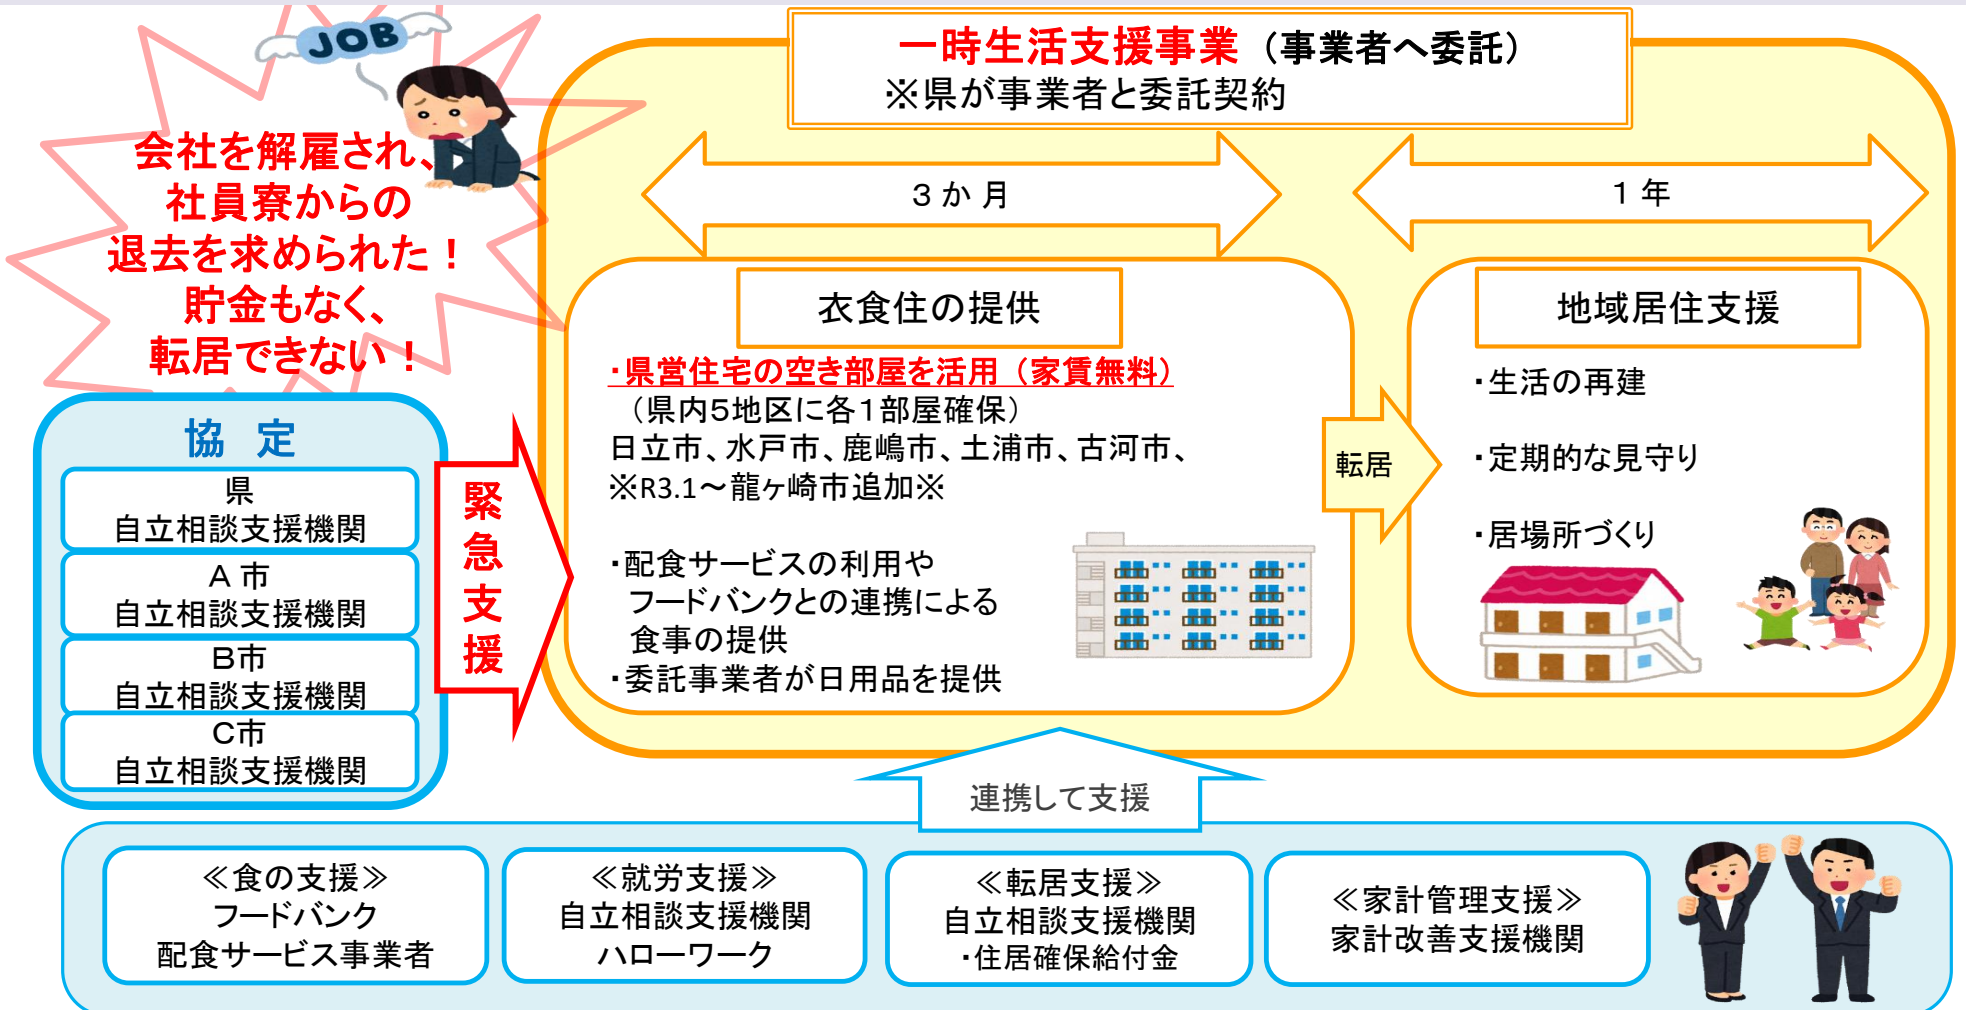 JOB
会社を解雇され、
社員寮からの
退去を求められた！
貯金もなく、
転居できない！
一時生活支援事業（事業者へ委託）
※県が事業者と委託契約
3か月
1年
衣食住の提供
・県営住宅の空き部屋を活用（家賃無料）
（県内5地区に各1部屋確保）
日立市、水戸市、鹿嶋市、土浦市、古河市、
※R3.1～龍ヶ崎市追加※
・配食サービスの利用や
フードバンクとの連携による
食事の提供
・委託事業者が日用品を提供
転居
地域居住支援
・生活の再建
・定期的な見守り
・居場所づくり
協 定
県
自立相談支援機関
A市
自立相談支援機関
B市
自立相談支援機関
C市
自立相談支援機関
緊急支援
連携して支援
≪食の支援≫
フードバンク
配食サービス事業者
≪就労支援≫
自立相談支援機関
ハローワーク
≪転居支援≫
自立相談支援機関
・住居確保給付金
≪家計管理支援≫
家計改善支援機関